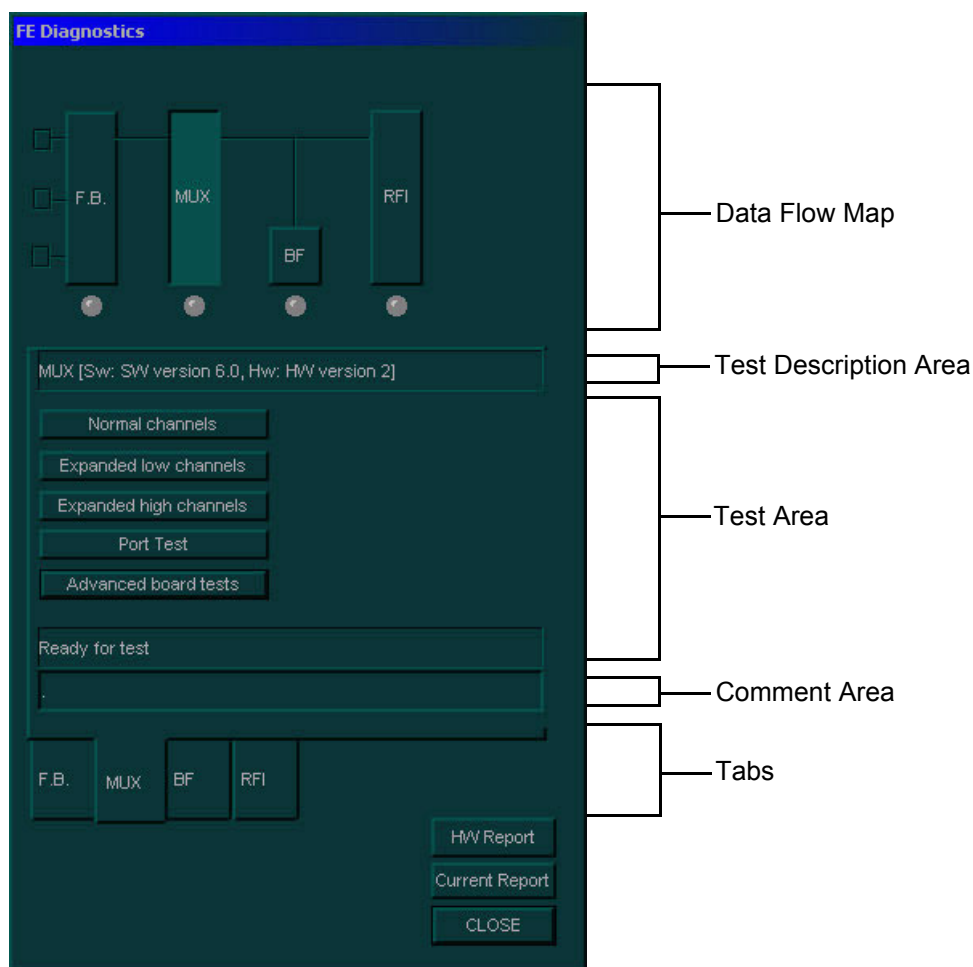 FE Diagnostics
F.B.
MUX
BF
RFI
Data Flow Map
MUX [Sw: SW version 6.0, Hw: HW version 2]
Test Description Area
Normal channels
Expanded low channels
Expanded high channels
Port Test
Advanced board tests
Test Area
Ready for test
.
Comment Area
F.B.
MUX
BF
RFI
Tabs
HW Report
Current Report
CLOSE